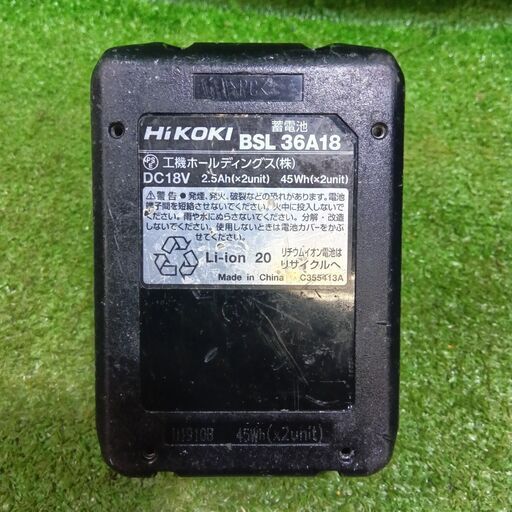 HiKOKI
蓄電池
BSL 36A18
工機ホールディングス(株)
DC18V 2.5Ah(×2unit) 45Wh(×2unit)
⚠警告 ●発煙、発火、破裂などの恐れがあります。電池
端子間を短絡させないでください。火中に投入しないで
ください。雨や水にぬらさないでください。分解・改造
しないでください。使用しないときは電池カバーをかぶ
せてください。
Li-ion 20
リチウムイオン電池は
リサイクルへ
Made in China
C355413A
45Wh(x2unit)